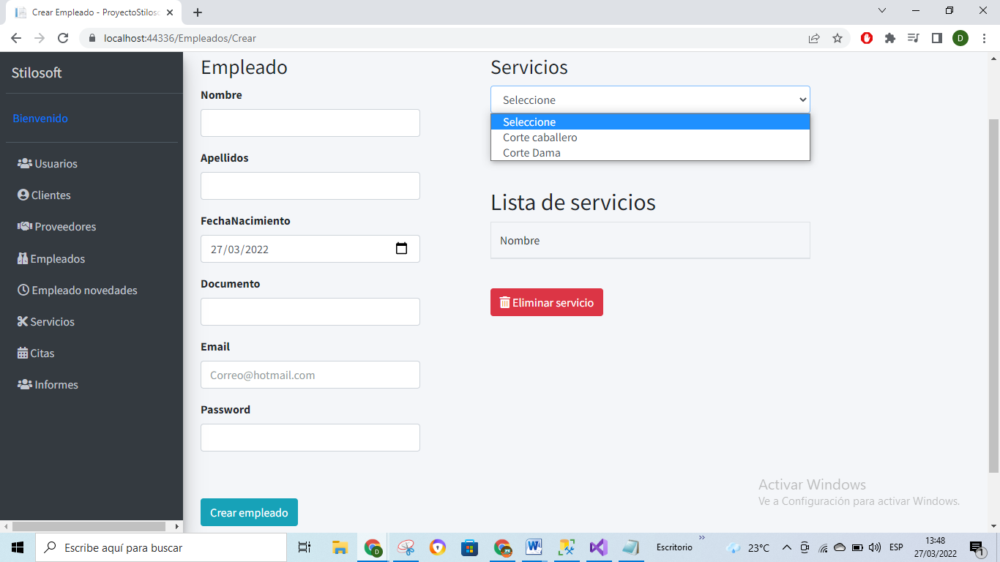 Crear Empleado - ProyectoStilosc
localhost:44336/Empleados/Crear
D
Stilosoft
Bienvenido
Usuarios
Clientes
Proveedores
Empleados
Empleado novedades
Servicios
Citas
Informes
Empleado
Nombre
Apellidos
FechaNacimiento
27/03/2022
Documento
Email
Correo@hotmail.com
Password
Crear empleado
Servicios
Seleccione
Seleccione
Corte caballero
Corte Dama
Lista de servicios
Nombre
Eliminar servicio
Activar Windows
Ve a Configuración para activar Windows.
Escribe aquí para buscar
Escritorio
23°C
ESP
13:48
27/03/2022
1